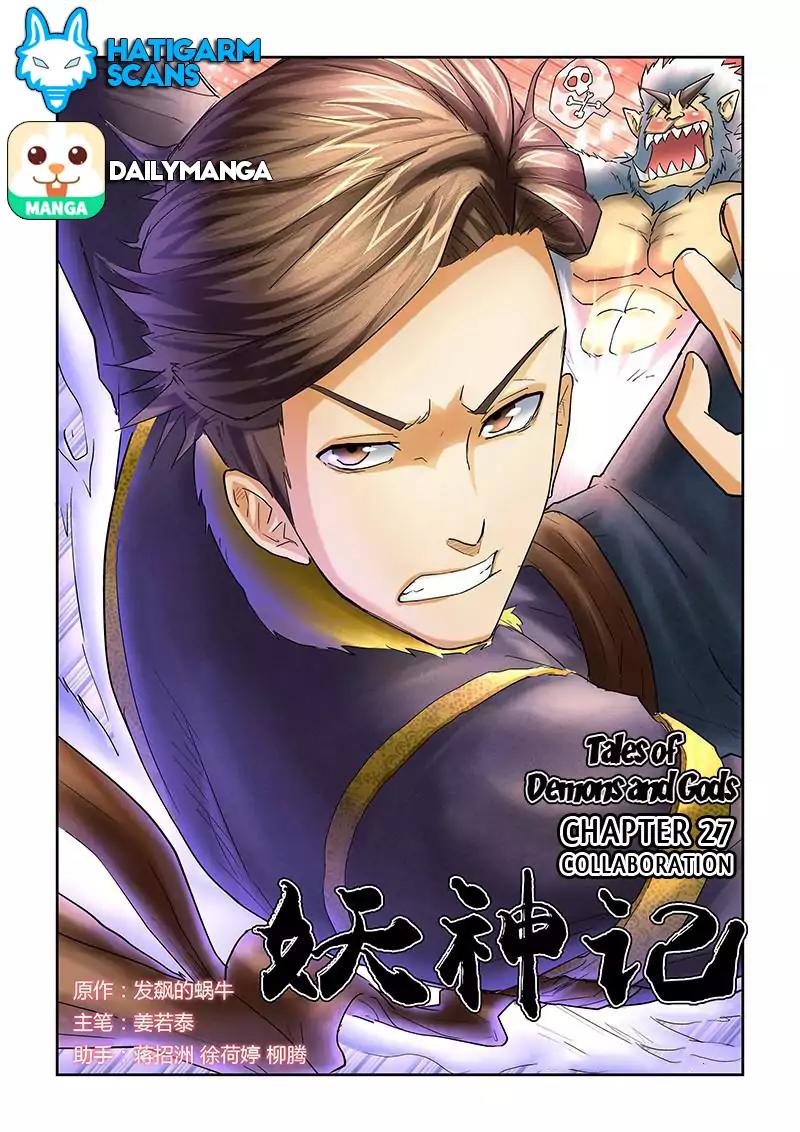 HATIGARM
SCANS
DAILYMANGA
MANGA
Tales of
Demons and Gods
CHAPTER 27
COLLABORATION
妖神记
原作：发飙的蜗牛
主笔：姜若泰
助手：蒋招洲 徐荷婷 柳腾